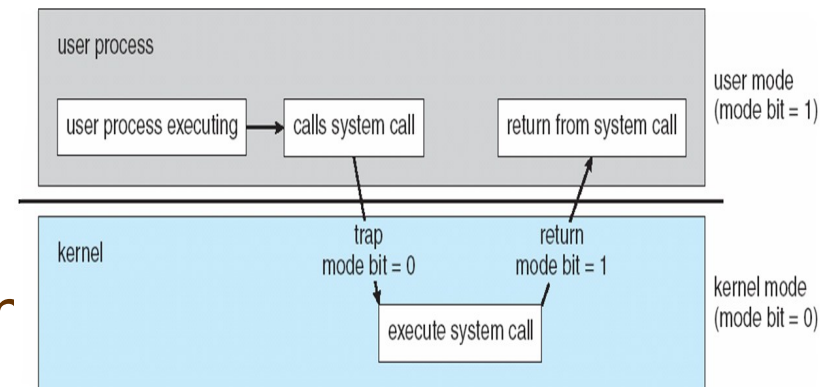 user process
user process executing
calls system call
return from system call
user mode
(mode bit = 1)
trap
mode bit = 0
return
mode bit = 1
kernel
execute system call
kernel mode
(mode bit = 0)